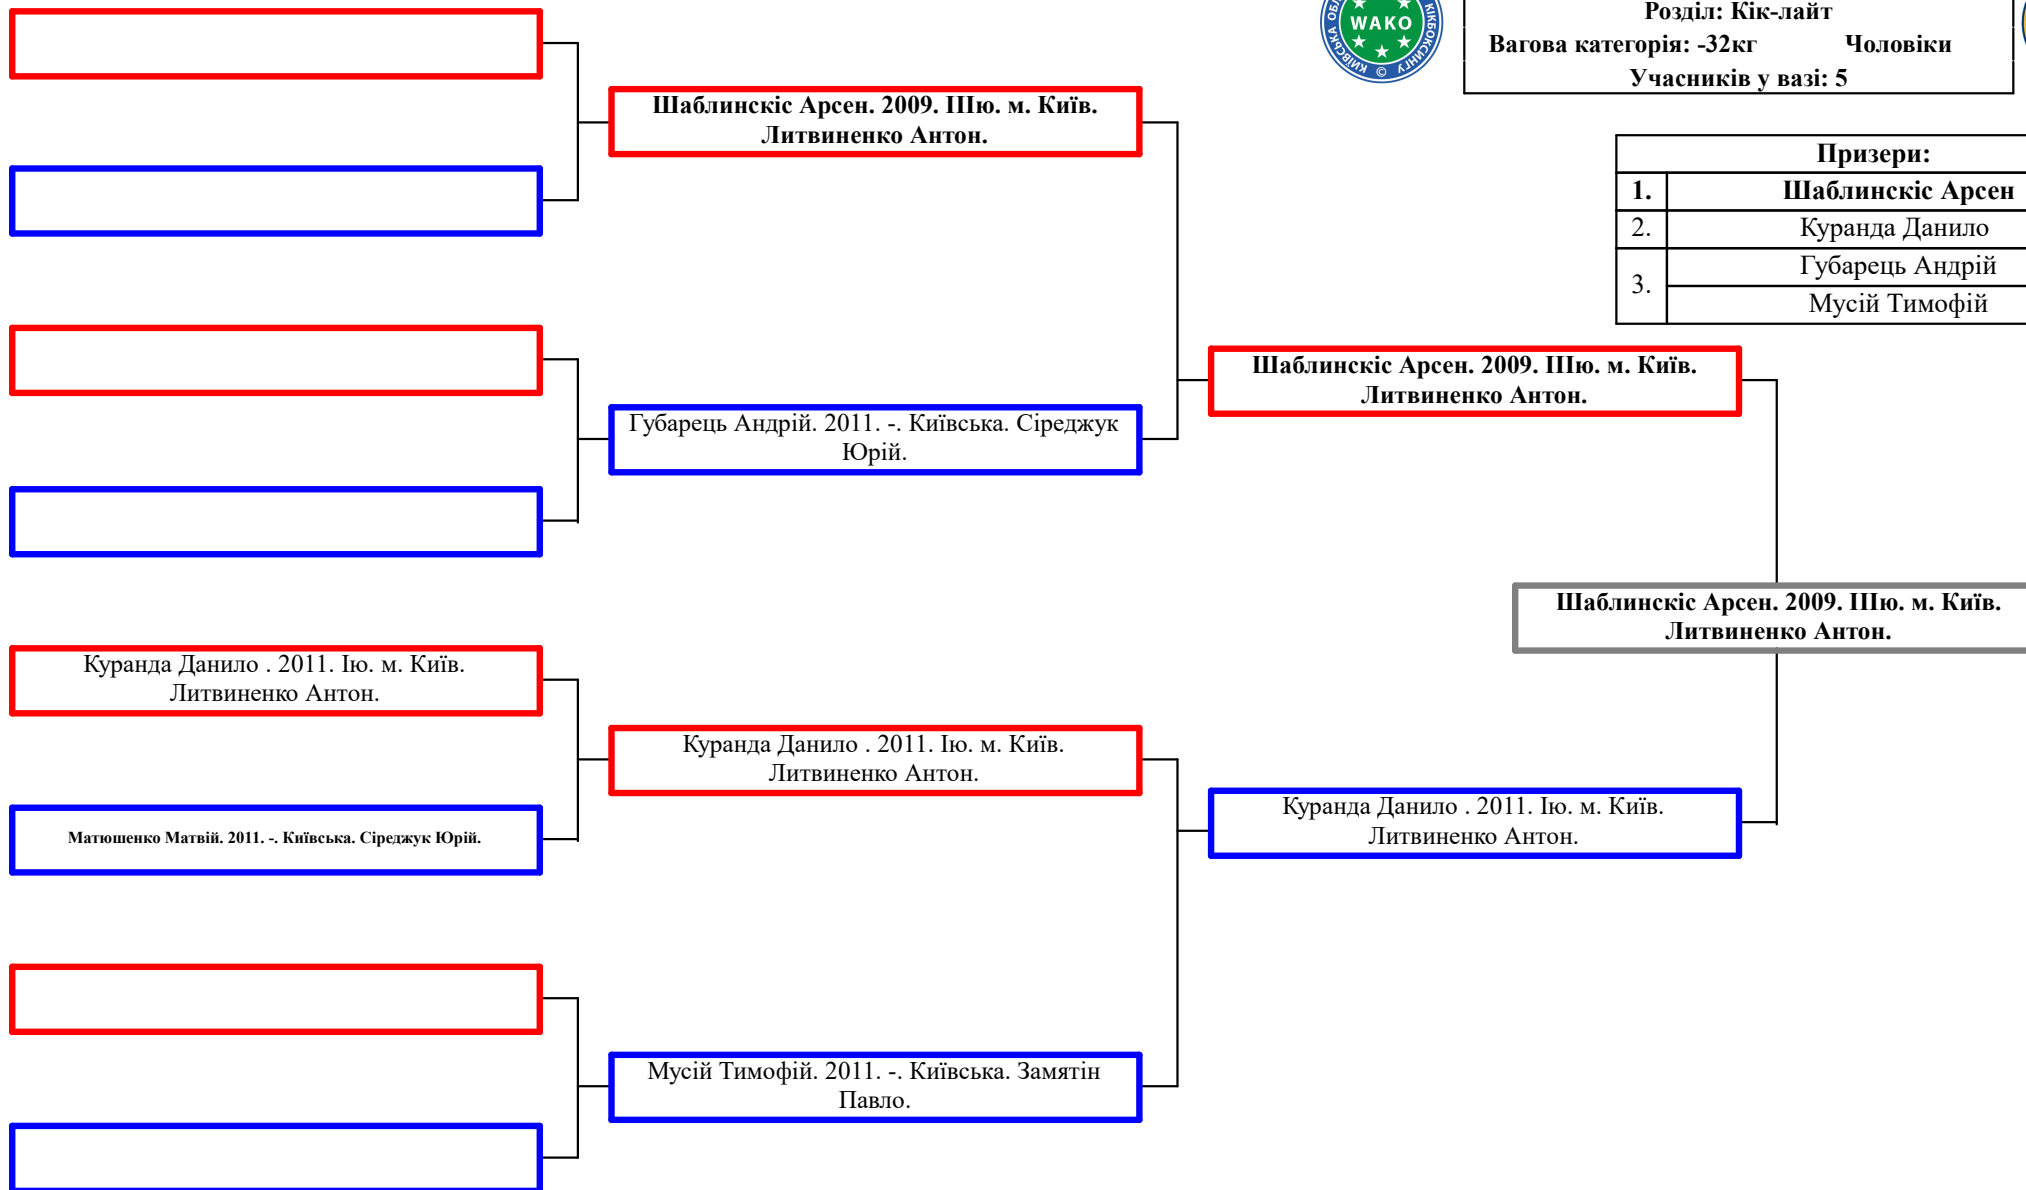 WAKO
КИЇВСЬКА ОБЛ
КІКБОКСИНГУ ©
Розділ: Кік-лайт
Вагова категорія: -32кг Чоловіки
Учасників у вазі: 5
Призери:
1. Шаблинскіс Арсен
2. Куранда Данило
3. Губарець Андрій
Мусій Тимофій
Шаблинскіс Арсен. 2009. ІІІю. м. Київ.
Литвиненко Антон.
Губарець Андрій. 2011. -. Київська. Сіреджук
Юрій.
Шаблинскіс Арсен. 2009. ІІІю. м. Київ.
Литвиненко Антон.
Шаблинскіс Арсен. 2009. ІІІю. м. Київ.
Литвиненко Антон.
Куранда Данило . 2011. Ію. м. Київ.
Литвиненко Антон.
Куранда Данило . 2011. Ію. м. Київ.
Литвиненко Антон.
Куранда Данило . 2011. Ію. м. Київ.
Литвиненко Антон.
Матюшенко Матвій. 2011. -. Київська. Сіреджук Юрій.
Мусій Тимофій. 2011. -. Київська. Замятін
Павло.